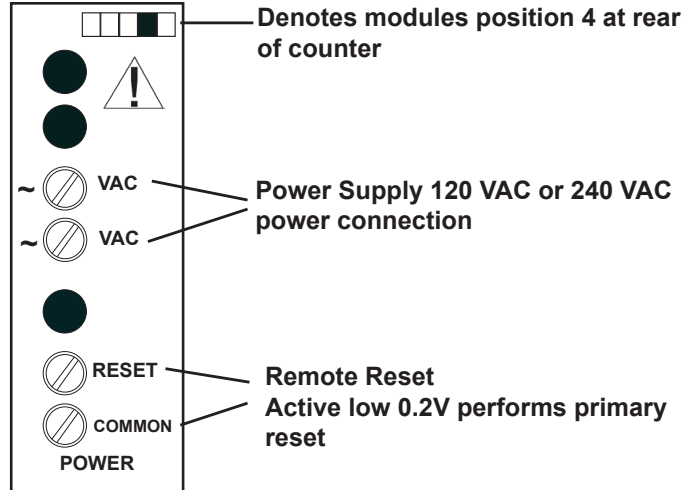 Denotes modules position 4 at rear
of counter
!
~ VAC
~ VAC
Power Supply 120 VAC or 240 VAC
power connection
RESET
COMMON
Remote Reset
Active low 0.2V performs primary
reset
POWER